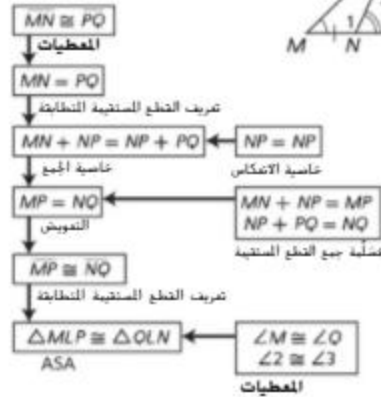 MN ≅ PQ
المعطيات
1
M N
MN = PQ
تعريف القطع المستقيمة المتطابقة
MN + NP = NP + PQ
NP = NP
خاصية الجمع
خاصية الانعكاس
MP = NQ
MN + NP = MP
NP + PQ = NQ
التعويض
مسلّمة جمع القطع المستقيمة
MP ≅ NQ
تعريف القطع المستقيمة المتطابقة
△MLP ≅ △QLN
∠M ≅ ∠Q
∠2 ≅ ∠3
ASA
المعطيات